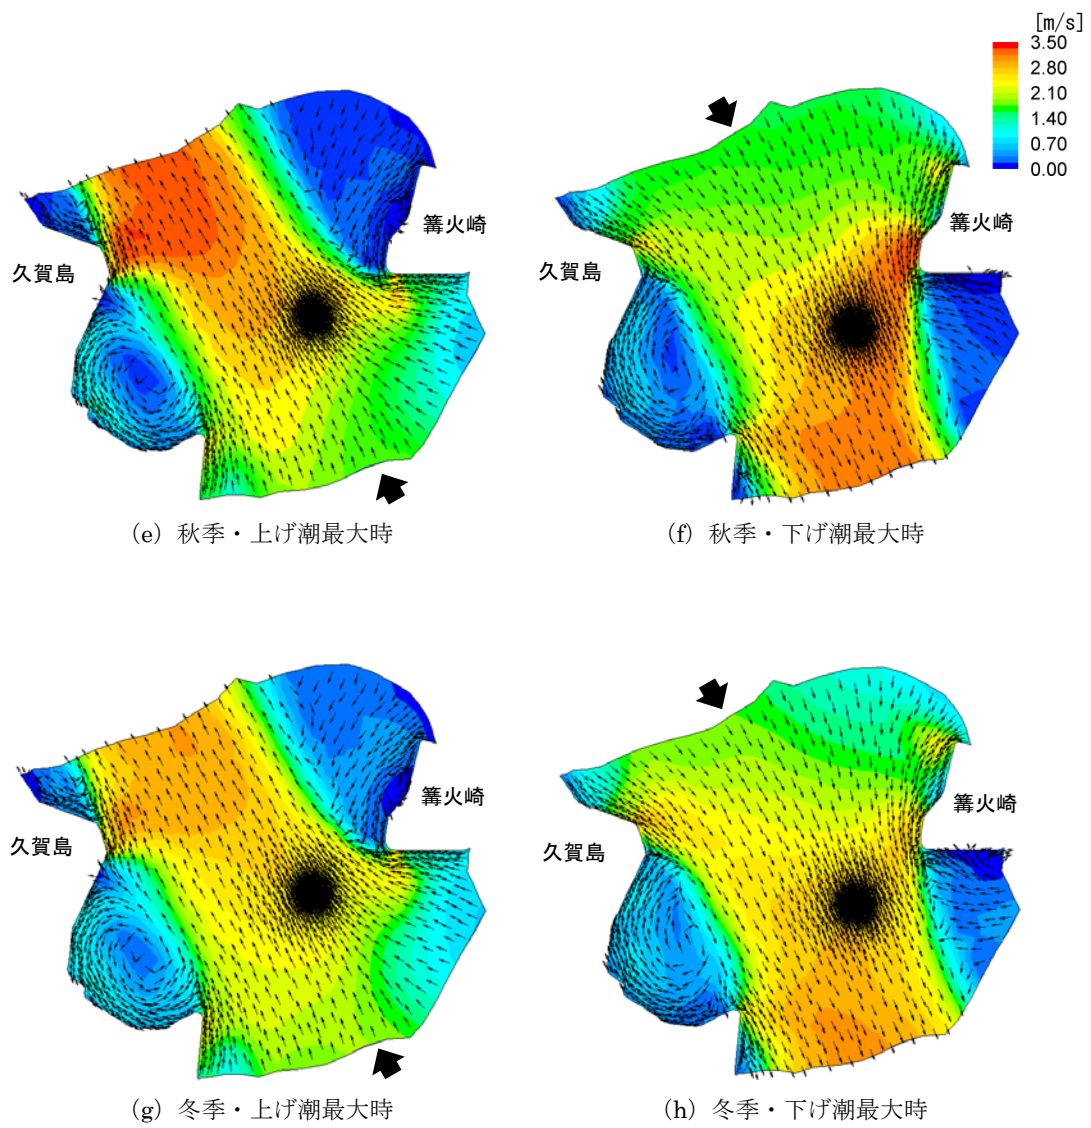 [m/s]
3.50
2.80
2.10
1.40
0.70
0.00
篝火崎
久賀島
篝火崎
久賀島
(e) 秋季・上げ潮最大時
(f) 秋季・下げ潮最大時
篝火崎
久賀島
篝火崎
久賀島
(g) 冬季・上げ潮最大時
(h) 冬季・下げ潮最大時